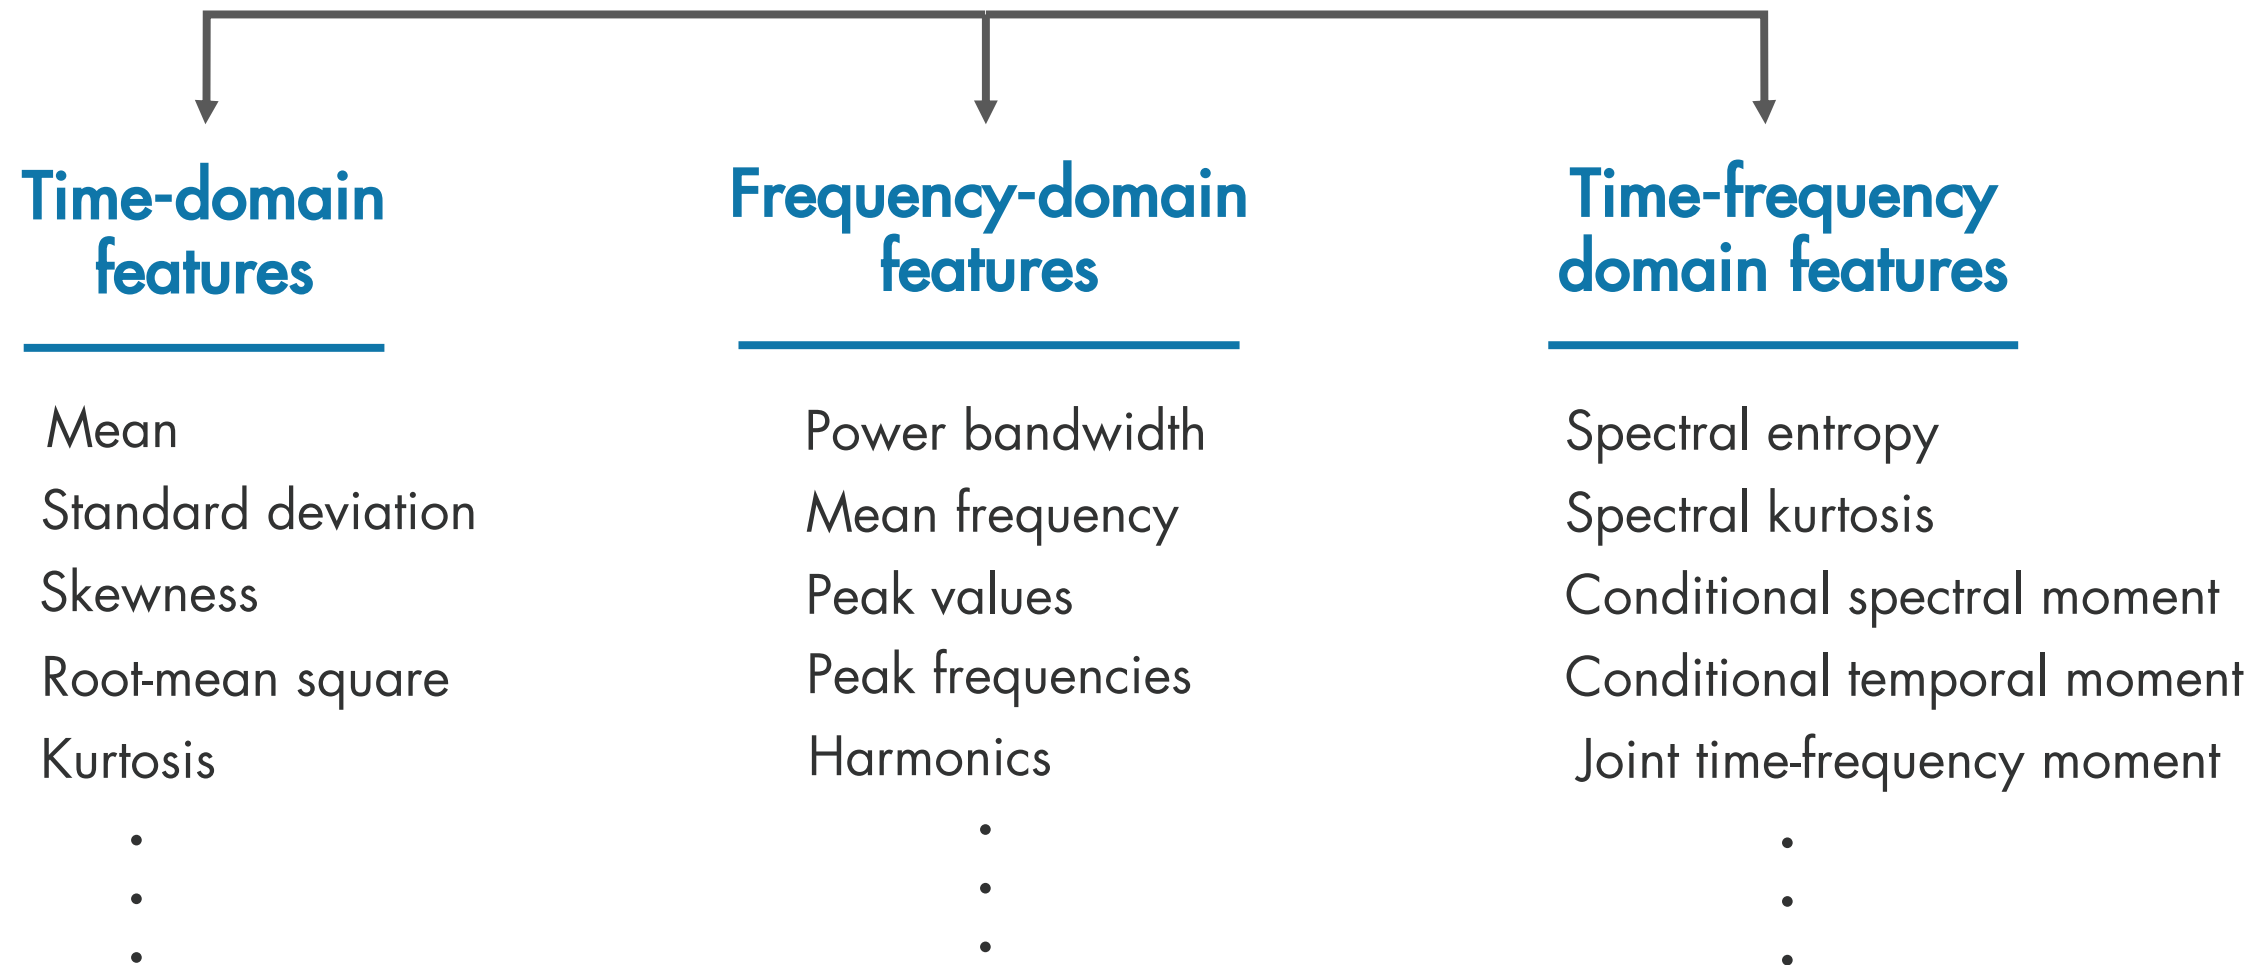 Time-domain
features
Mean
Standard deviation
Skewness
Root-mean square
Kurtosis
Frequency-domain
features
Power bandwidth
Mean frequency
Peak values
Peak frequencies
Harmonics
Time-frequency
domain features
Spectral entropy
Spectral kurtosis
Conditional spectral moment
Conditional temporal moment
Joint time-frequency moment